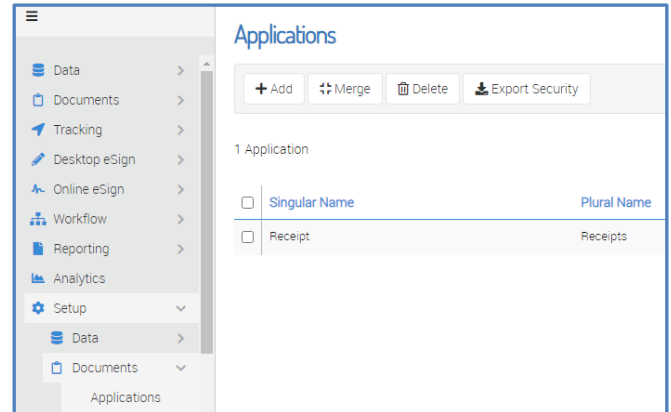 Data
Documents
Tracking
Desktop eSign
Online eSign
Workflow
Reporting
Analytics
Setup
Data
Documents
Applications
Applications
Add Merge Delete Export Security
1 Application
Singular Name Plural Name
Receipt Receipts